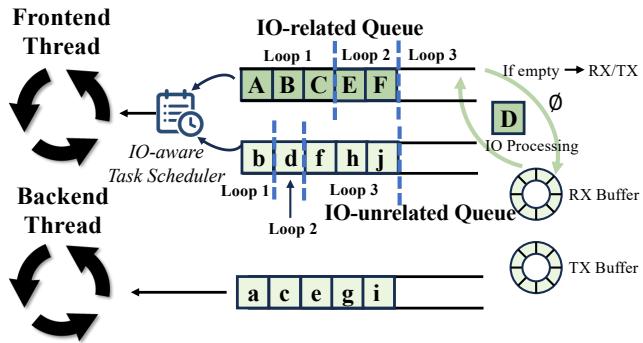 Frontend
Thread
IO-related Queue
Loop 1 Loop 2 Loop 3
A B C E F
If empty → RX/TX
Ø
D
IO Processing
IO-aware
Task Scheduler
b d f h j
Loop 1
Loop 3
Loop 2
IO-unrelated Queue
RX Buffer
Backend
Thread
TX Buffer
a c e g i